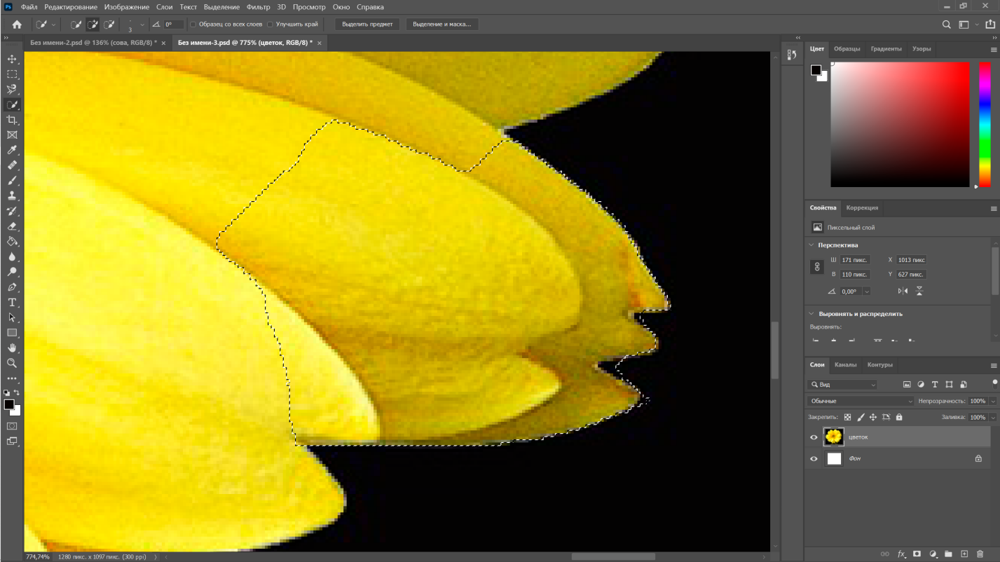 Ps Файл Редактирование Изображение Слои Текст Выделение Фильтр 3D Просмотр Окно Справка
3 0° Образец со всех слоев Улучшить край Выделить предмет Выделение и маска...
Без имени-2.psd @ 136% (сова, RGB/8) * × Без имени-3.psd @ 775% (цветок, RGB/8) * ×
Цвет Образцы Градиенты Узоры
Свойства Коррекция
Пиксельный слой
Перспектива
Ш 171 пикс. X 1013 пикс
В 110 пикс. Y 627 пикс.
0,00°
Выровнять и распределить
Выровнять:
Слои Каналы Контуры
Вид
Обычные Непрозрачность: 100%
Закрепить: Заливка: 100%
цветок
Фон
fx
774,74% 1280 пикс. x 1097 пикс. (300 ppi)